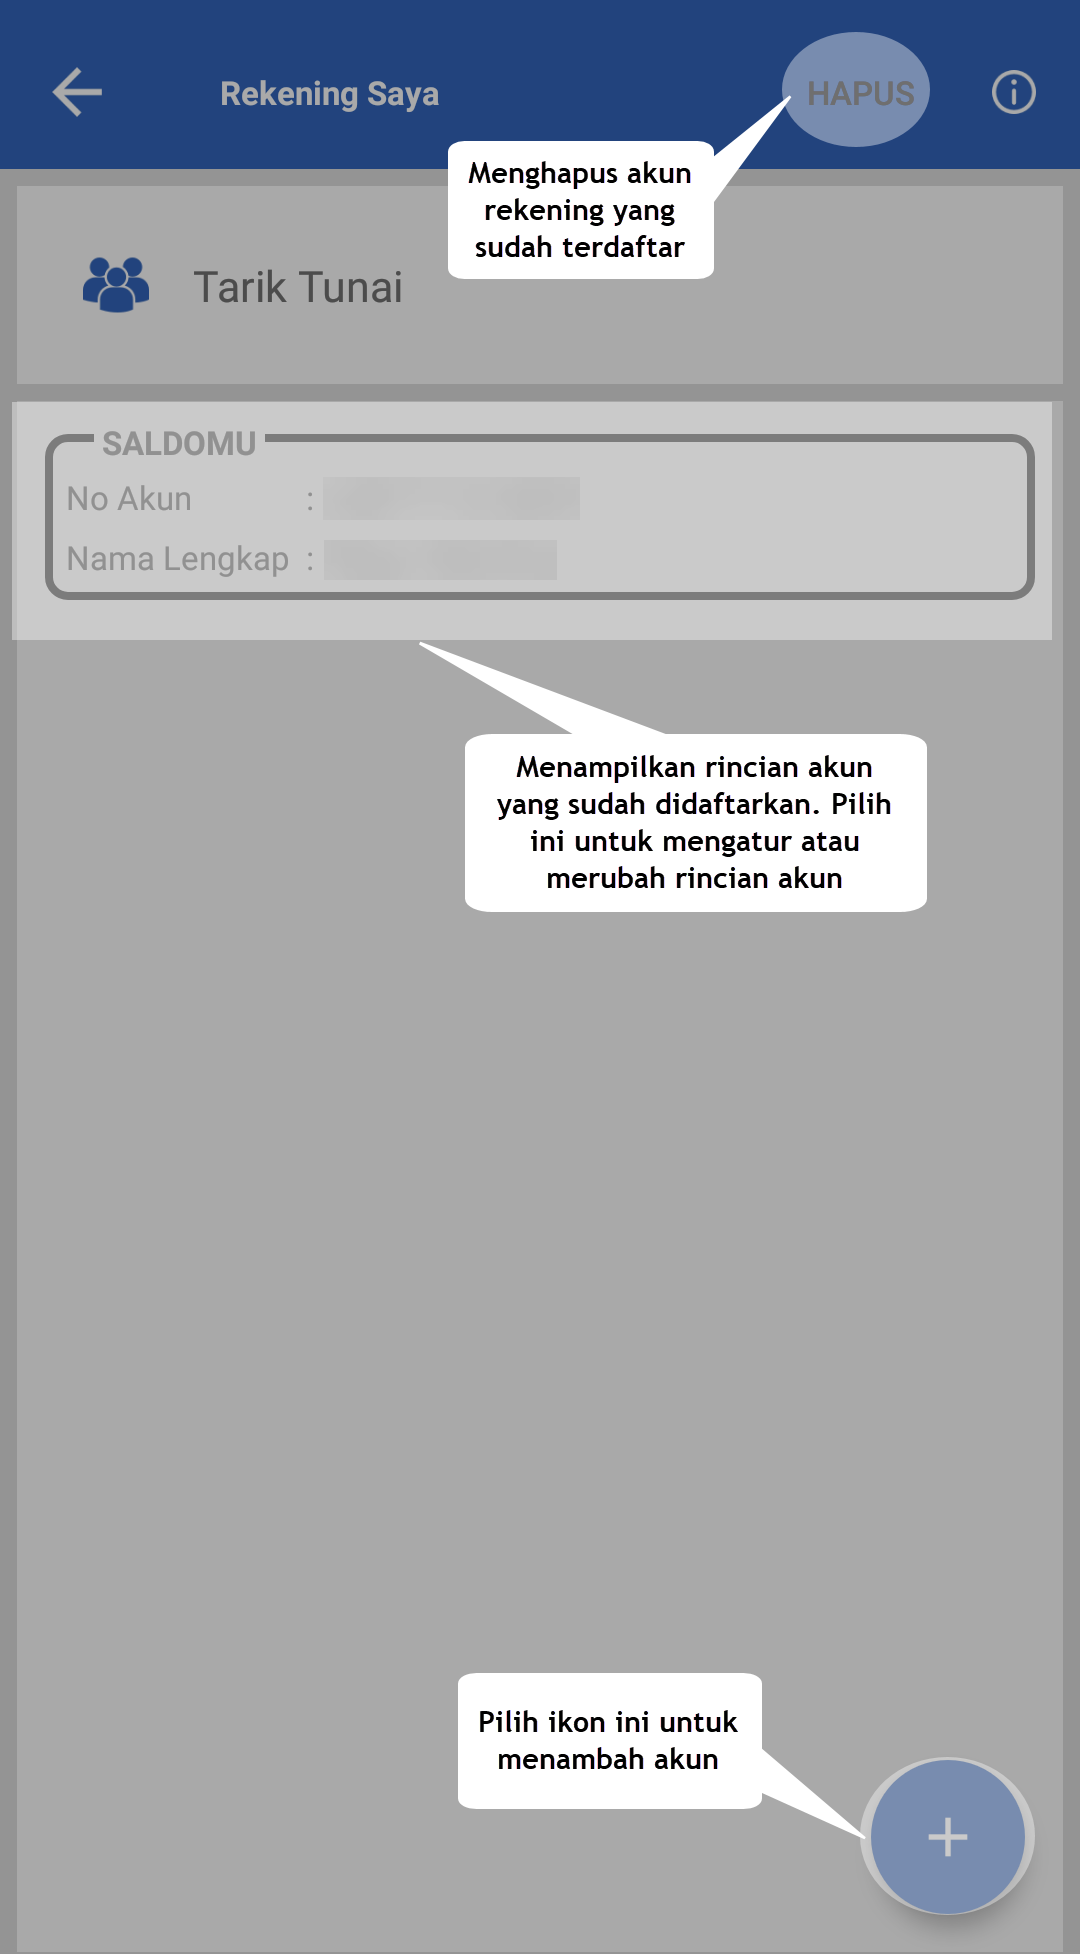 Rekening Saya
HAPUS
Menghapus akun
rekening yang
sudah terdaftar
Tarik Tunai
SALDOMU
No Akun :
Nama Lengkap :
Menampilkan rincian akun
yang sudah didaftarkan. Pilih
ini untuk mengatur atau
merubah rincian akun
Pilih ikon ini untuk
menambah akun